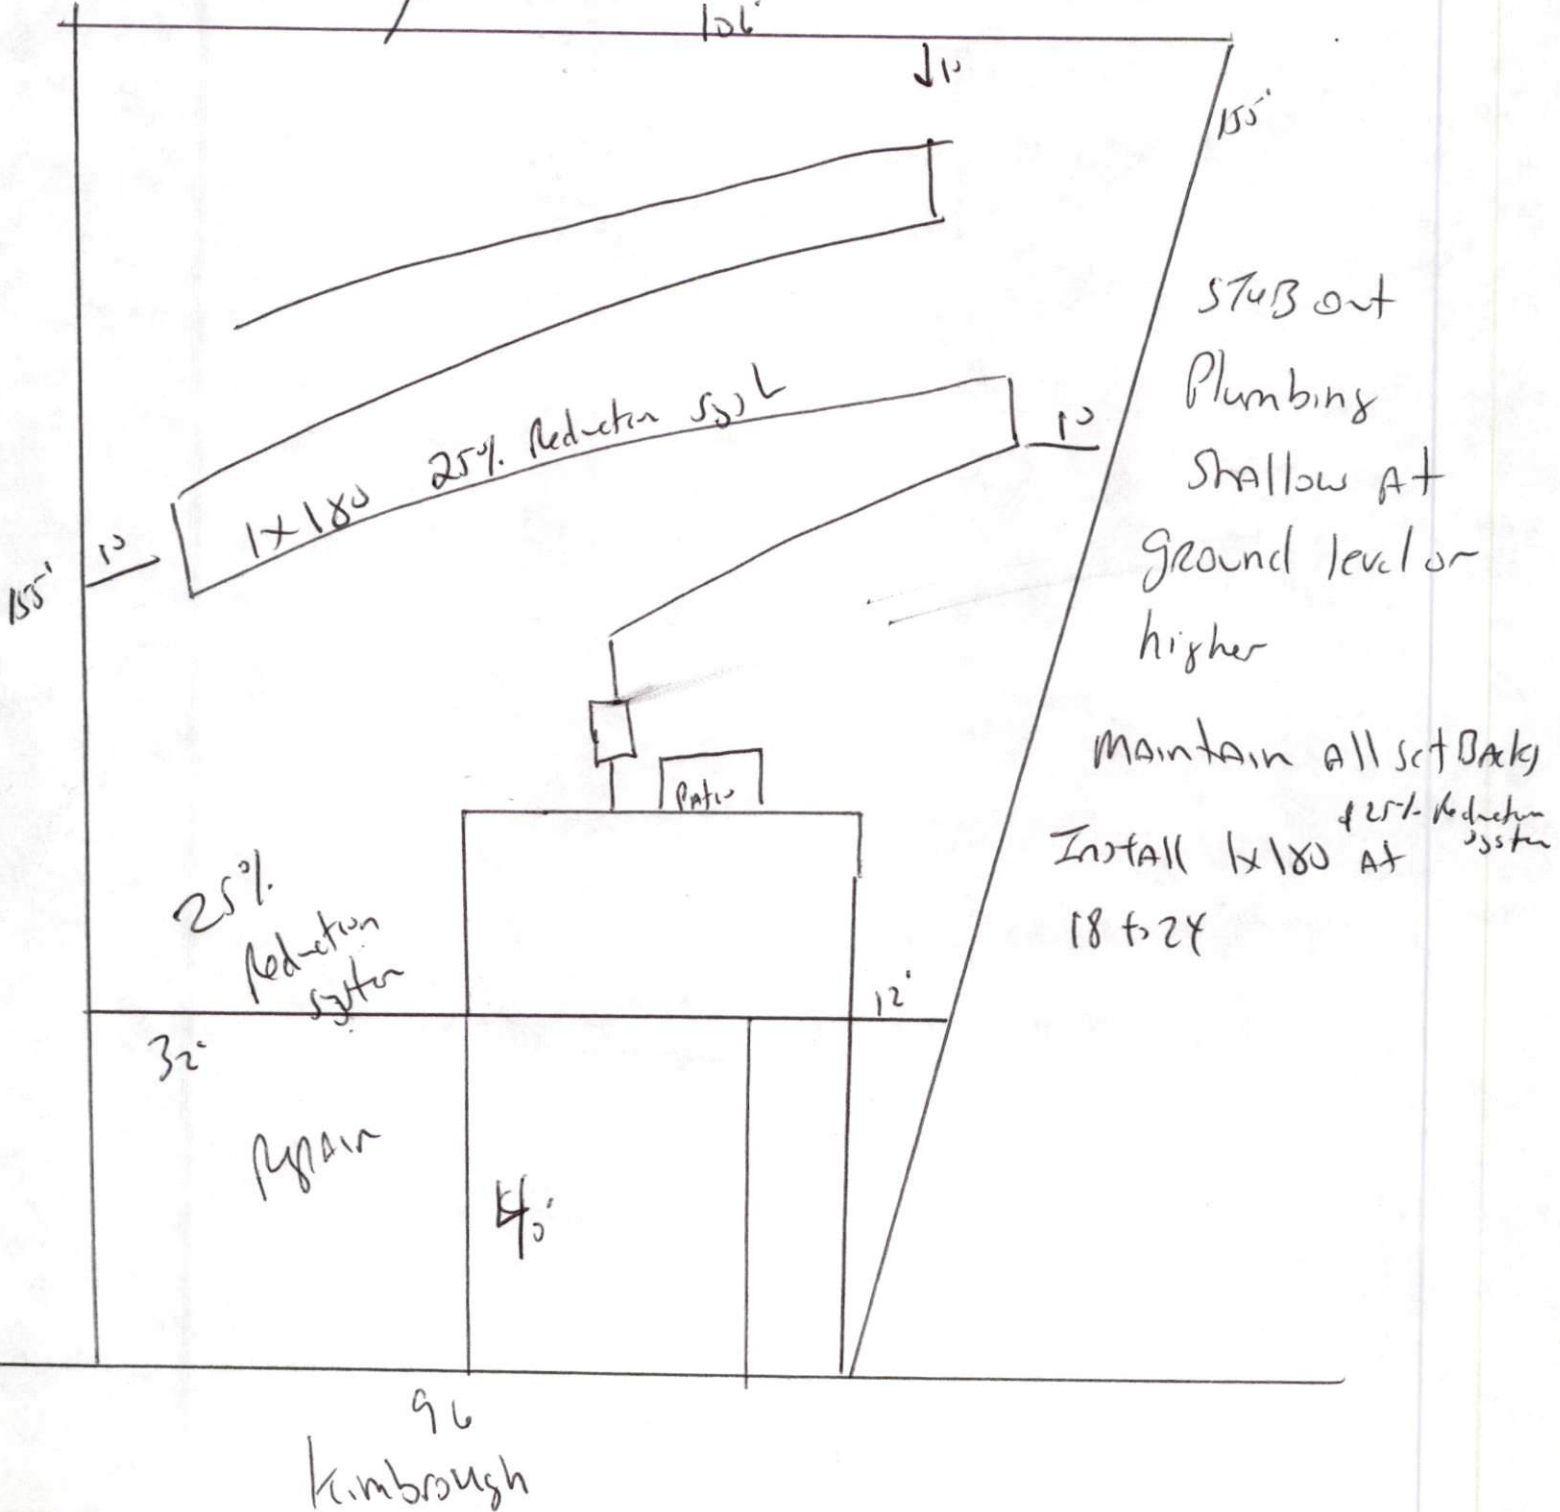 106'
10
155'
STUB out
Plumbing
Shallow At
Ground level or
higher
25% Reduction syst
1x180
10
10
155'
Maintain All setBacks
& 25% Reduction
system
Install 1x180 At
18 to 24
Patio
25%
Reduction
system
12'
32'
Repair
40'
96
Kimbrough